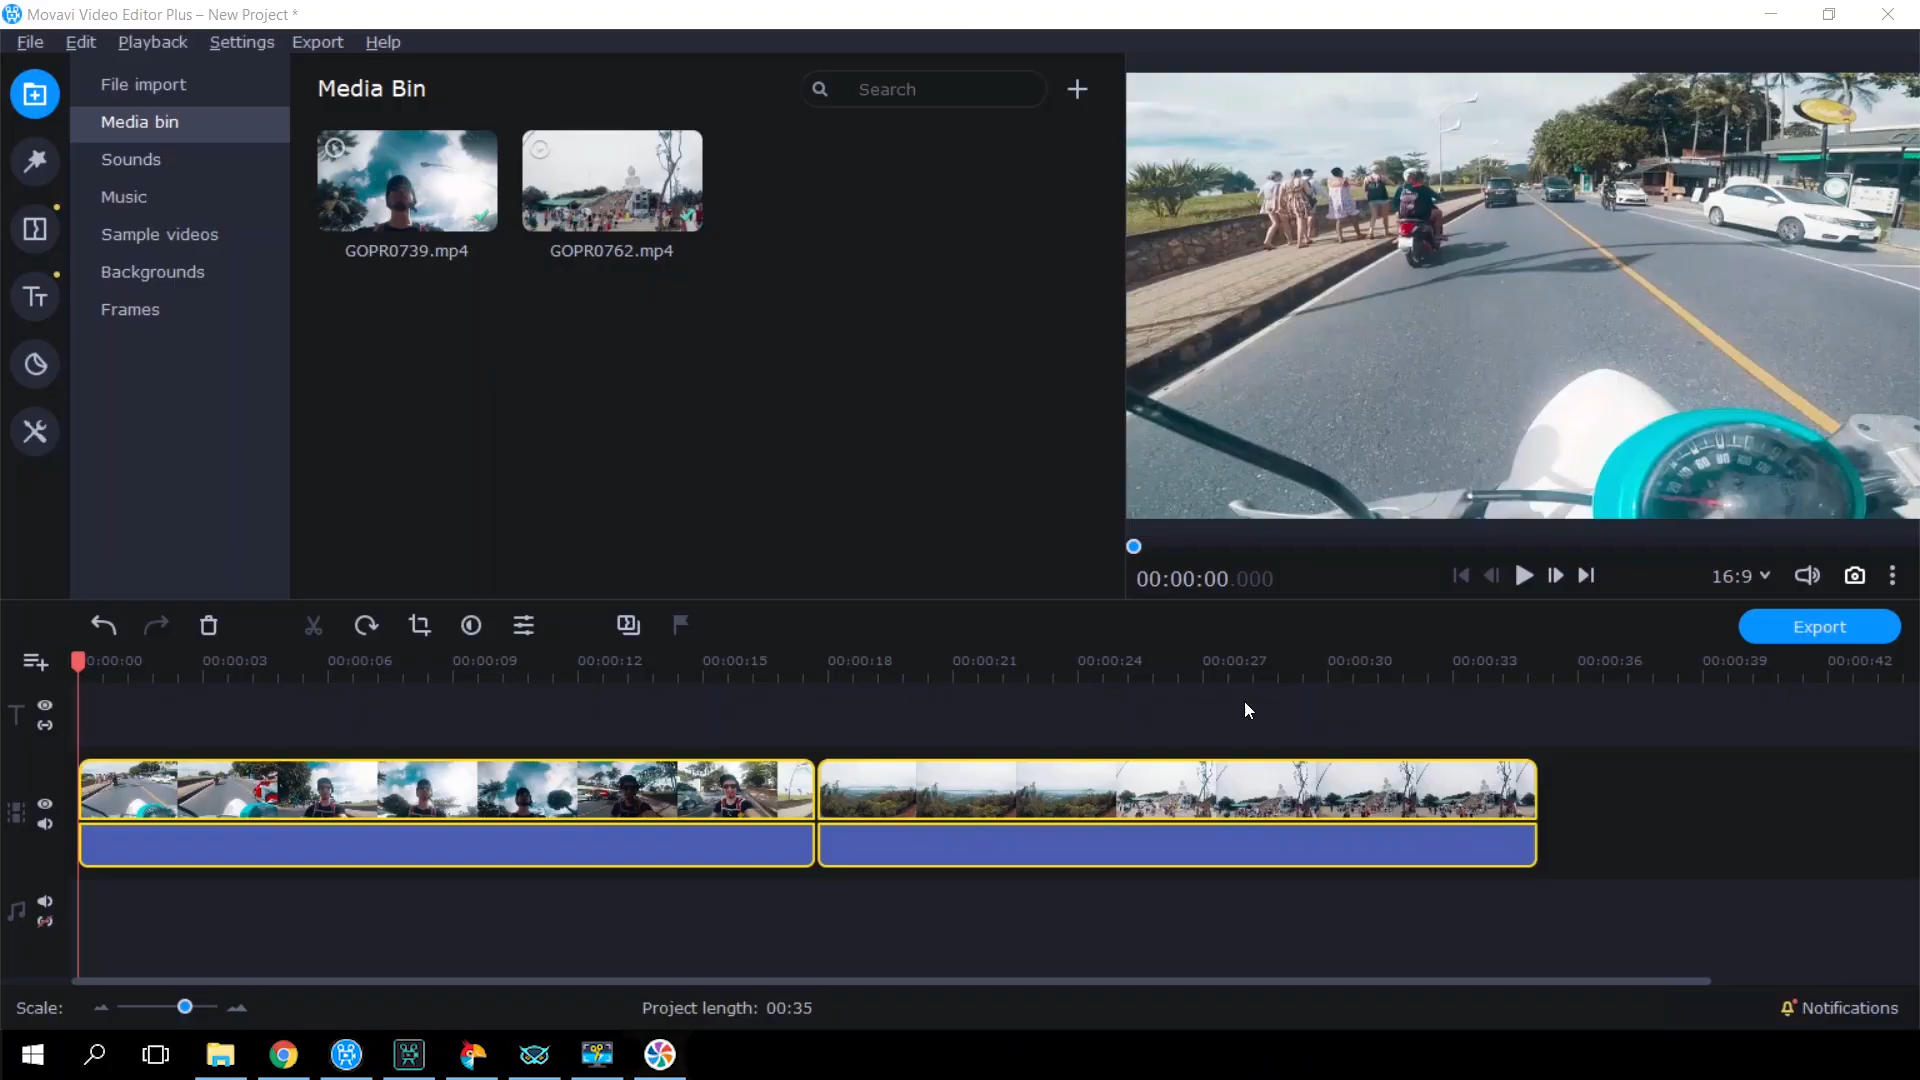 Movavi Video Editor Plus – New Project *
File Edit Playback Settings Export Help
File import
Media bin
Sounds
Music
Sample videos
Backgrounds
Frames
Media Bin
Search
GOPR0739.mp4
GOPR0762.mp4
00:00:00.000
16:9
Export
0:00:00 00:00:03 00:00:06 00:00:09 00:00:12 00:00:15 00:00:18 00:00:21 00:00:24 00:00:27 00:00:30 00:00:33 00:00:36 00:00:39 00:00:42
Scale:
Project length: 00:35
Notifications